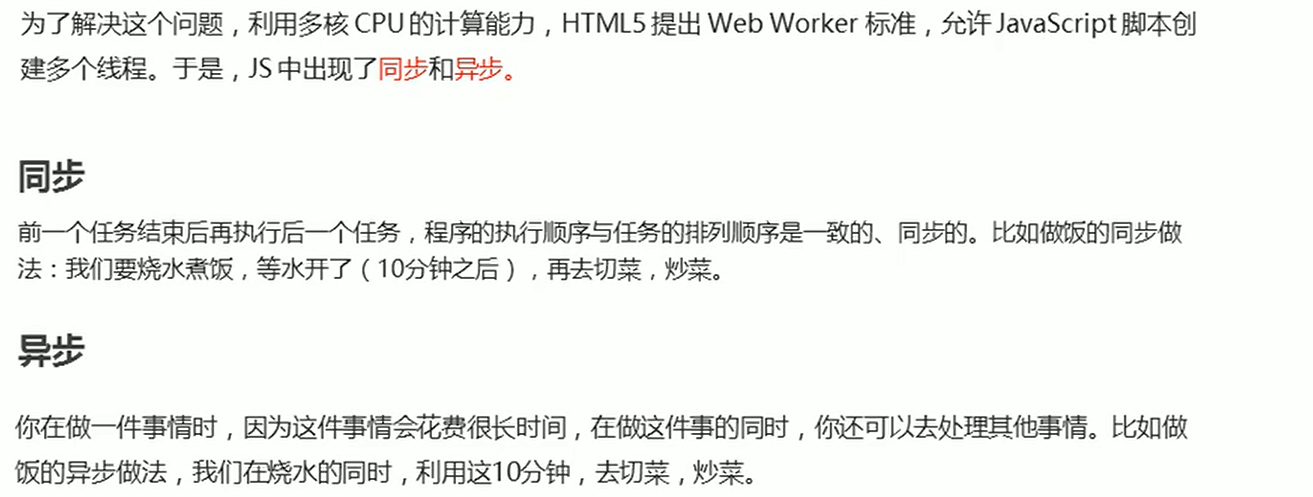 为了解决这个问题，利用多核 CPU 的计算能力，HTML5 提出 Web Worker 标准，允许 JavaScript 脚本创
建多个线程。于是，JS 中出现了同步和异步。
同步
前一个任务结束后再执行后一个任务，程序的执行顺序与任务的排列顺序是一致的、同步的。比如做饭的同步做
法：我们要烧水煮饭，等水开了（10分钟之后），再去切菜，炒菜。
异步
你在做一件事情时，因为这件事情会花费很长时间，在做这件事的同时，你还可以去处理其他事情。比如做
饭的异步做法，我们在烧水的同时，利用这10分钟，去切菜，炒菜。